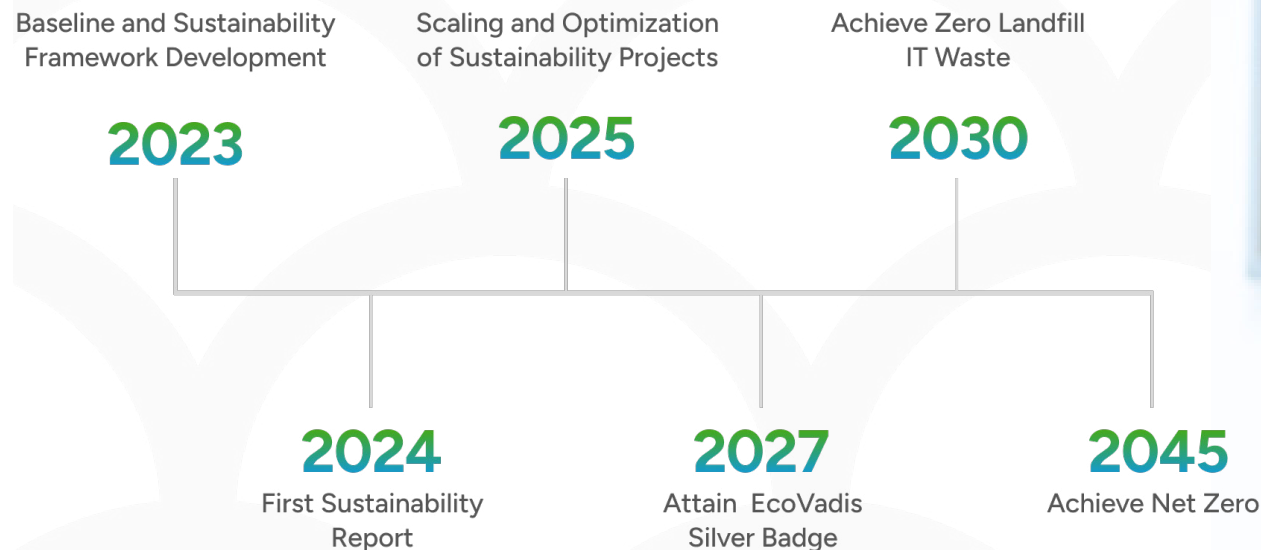 Baseline and Sustainability
Framework Development
2023
Scaling and Optimization
of Sustainability Projects
2025
Achieve Zero Landfill
IT Waste
2030
2024
First Sustainability
Report
2027
Attain EcoVadis
Silver Badge
2045
Achieve Net Zero